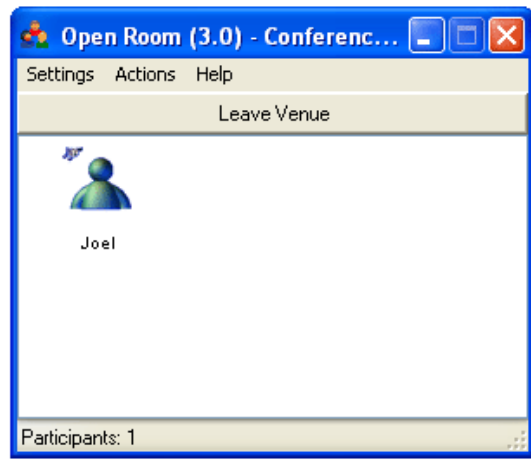 Open Room (3.0) - Conferenc...
Settings Actions Help
Leave Venue
Joel
Participants: 1